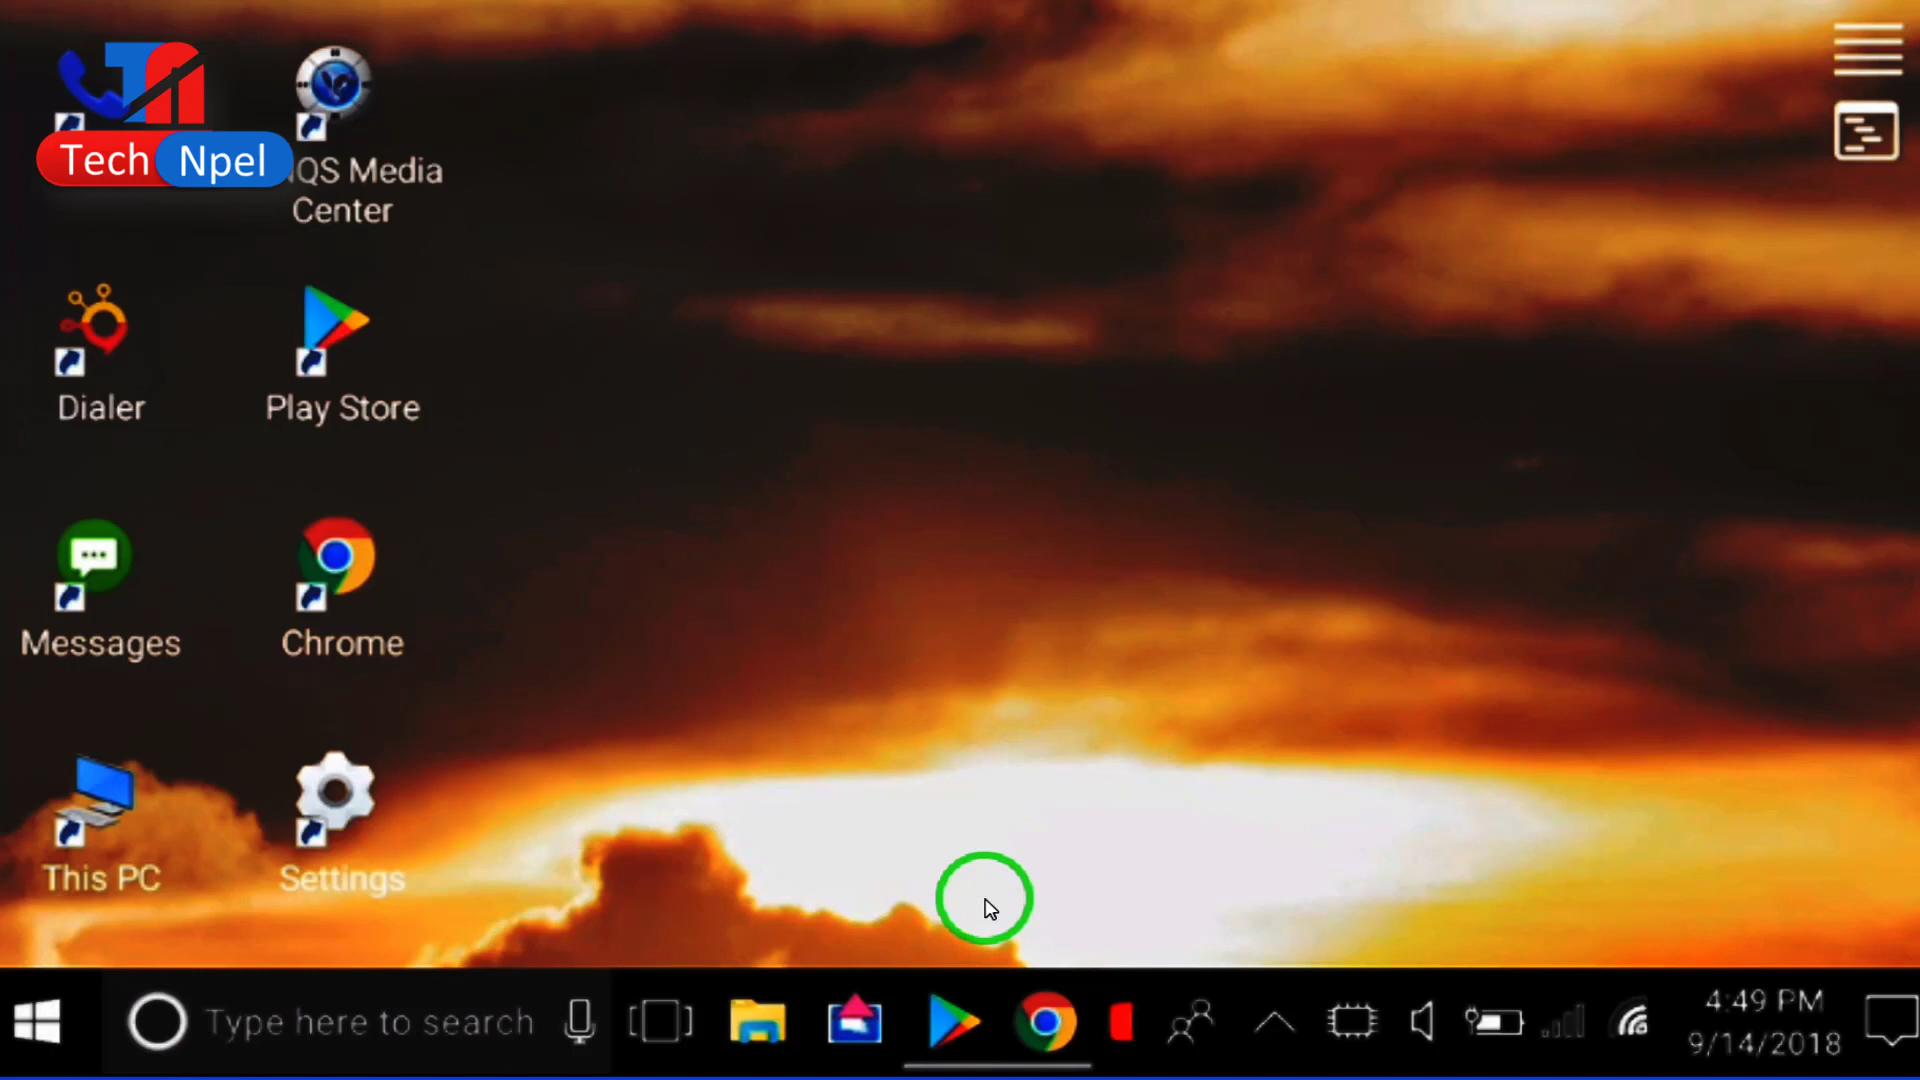 Tech Npel
QS Media
Center
Dialer
Play Store
Messages
Chrome
This PC
Settings
Type here to search
4:49 PM
9/14/2018